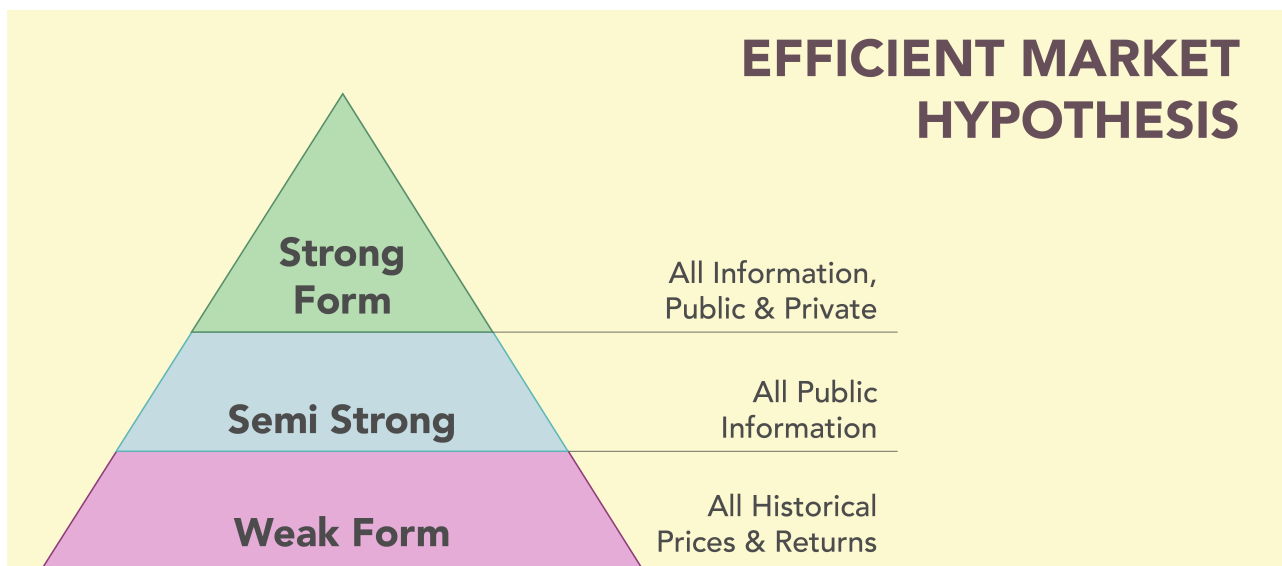 EFFICIENT MARKET
HYPOTHESIS
Strong
Form
All Information,
Public & Private
Semi Strong
All Public
Information
Weak Form
All Historical
Prices & Returns